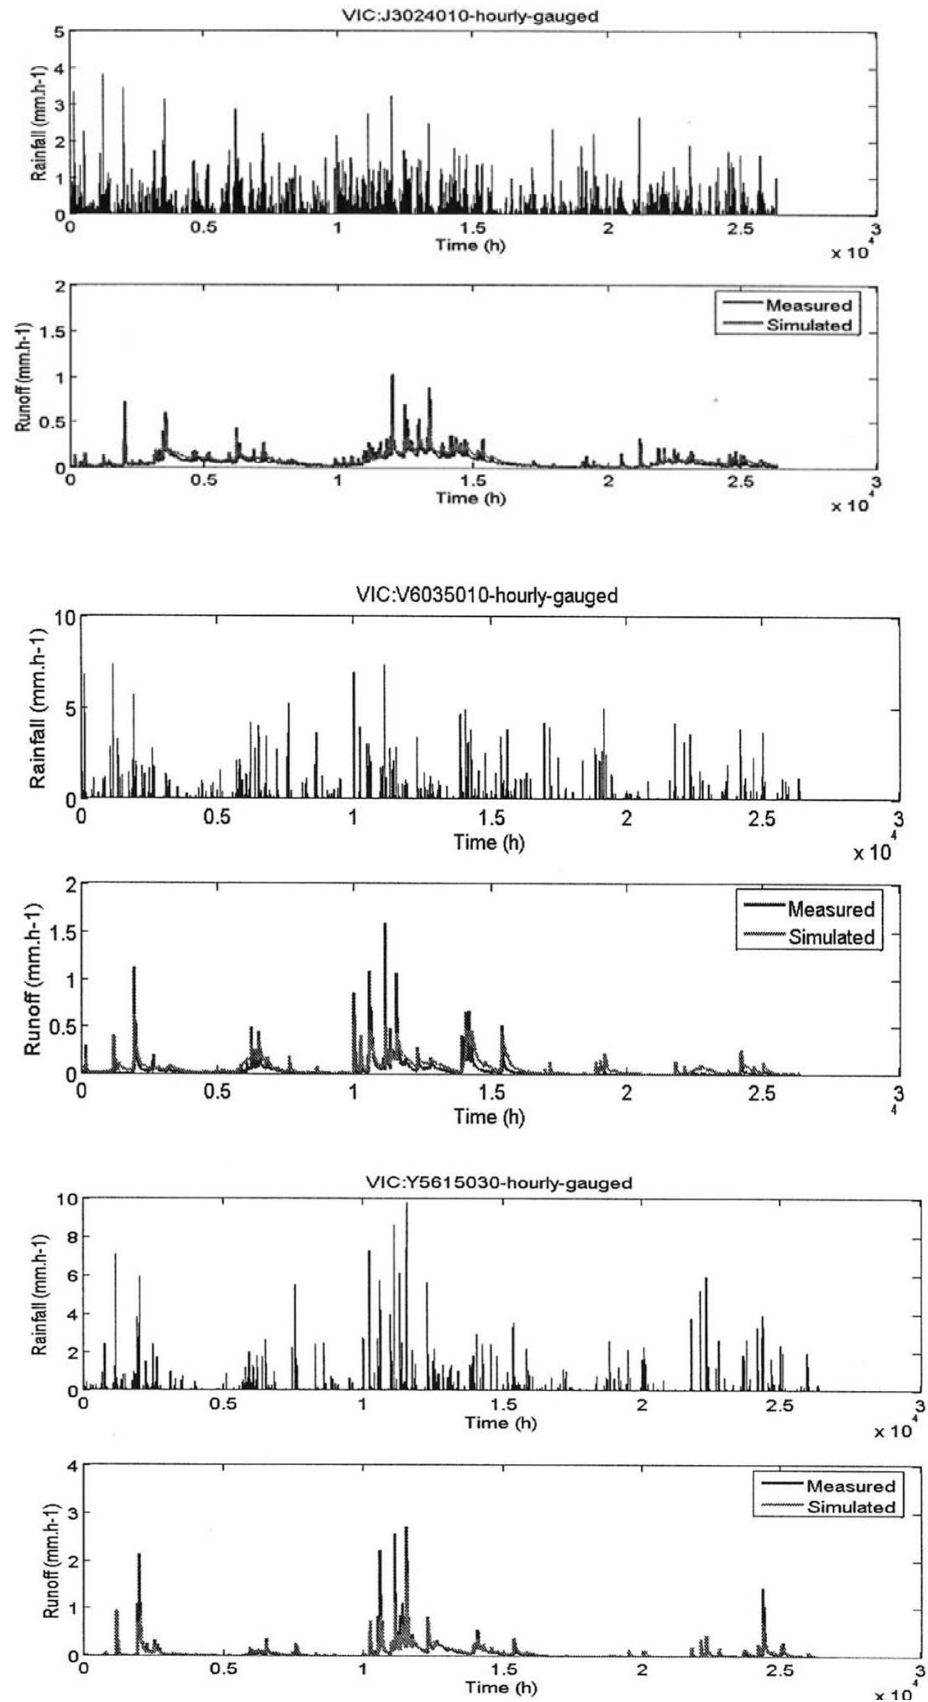 VIC:J3024010-hourly-gauged
Rainfall (mm.h-1)
5
4
3
2
1
0
0 0.5 1 1.5 2 2.5 3
Time (h)
x 10^4
Runoff (mm.h-1)
2
1.5
1
0.5
0
Measured
Simulated
0 0.5 1 1.5 2 2.5 3
Time (h)
x 10^4
VIC:V6035010-hourly-gauged
Rainfall (mm.h-1)
10
5
0
0 0.5 1 1.5 2 2.5 3
Time (h)
x 10^4
Runoff (mm.h-1)
2
1.5
1
0.5
0
Measured
Simulated
0 0.5 1 1.5 2 2.5 3
Time (h)
4
VIC:Y5615030-hourly-gauged
Rainfall (mm.h-1)
10
8
6
4
2
0
0 0.5 1 1.5 2 2.5 3
Time (h)
x 10^4
Runoff (mm.h-1)
4
3
2
1
0
Measured
Simulated
0 0.5 1 1.5 2 2.5 3
Time (h)
x 10^4